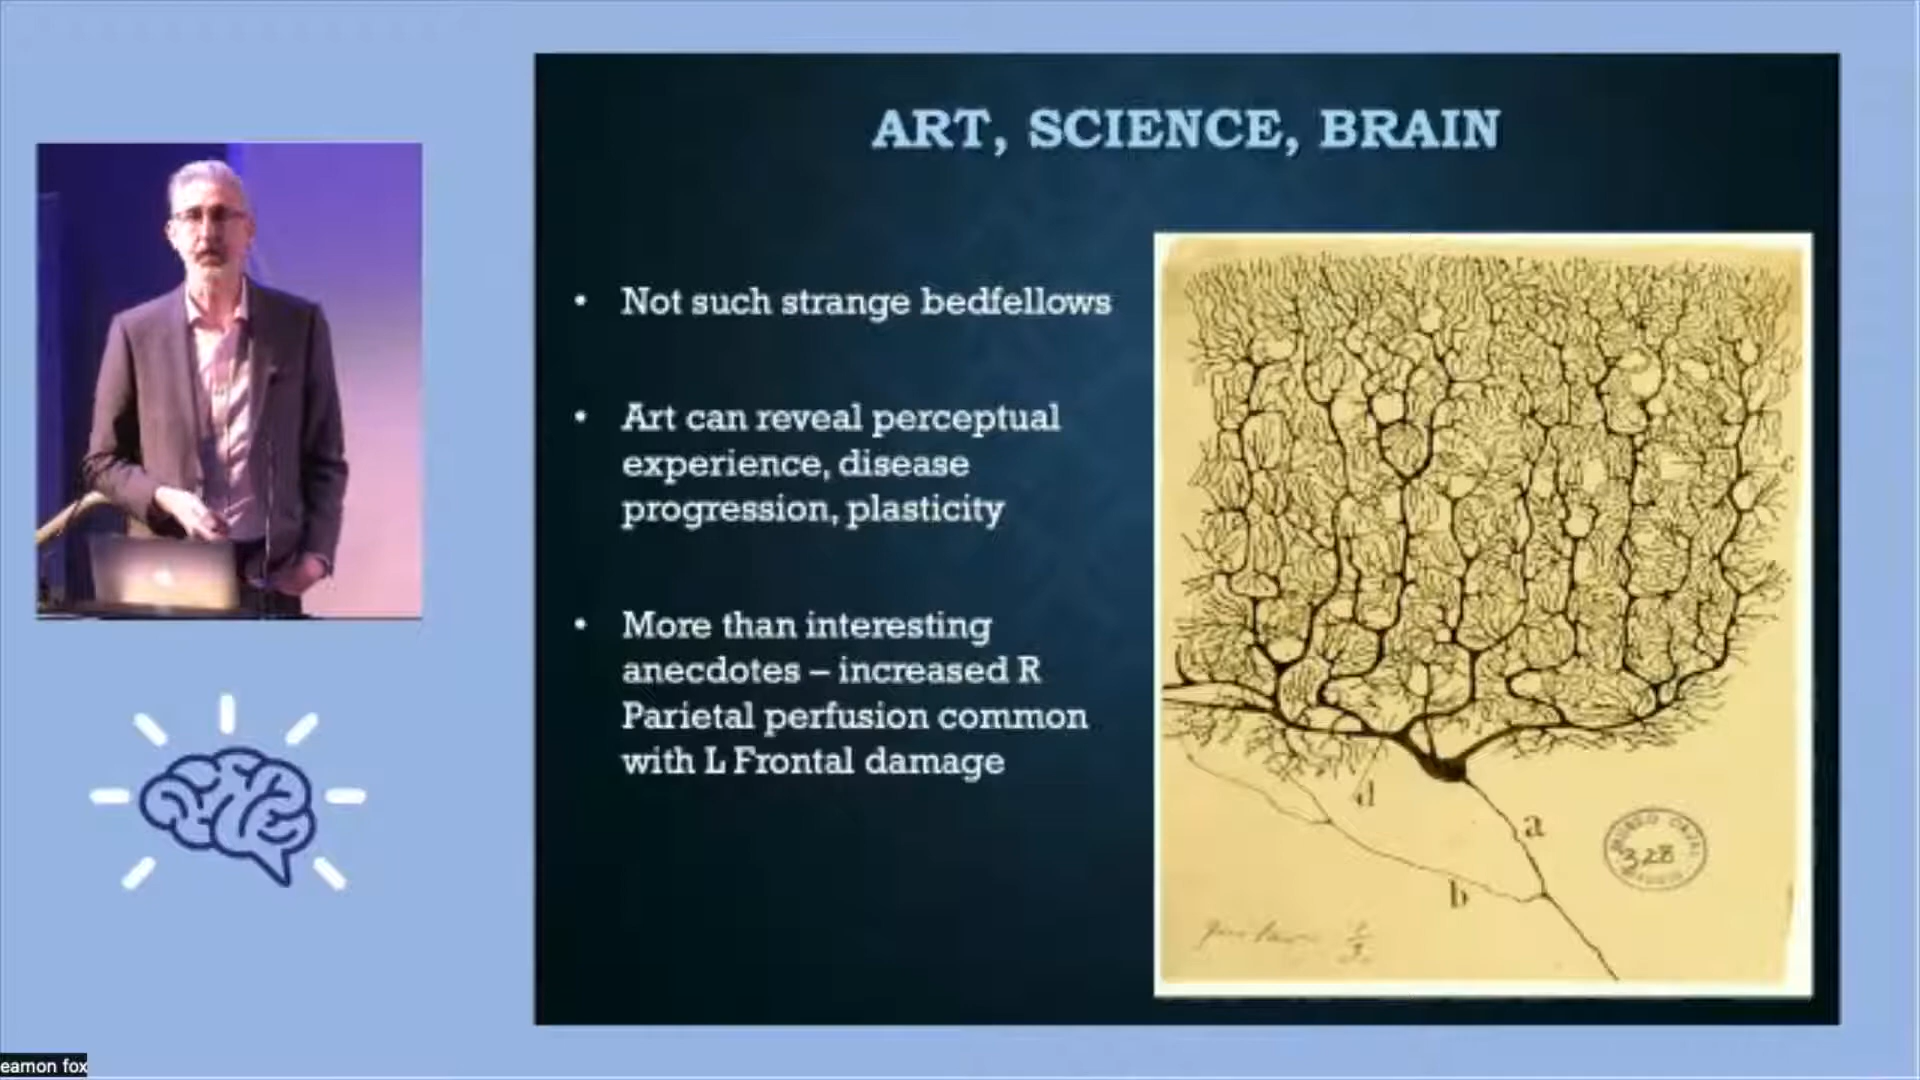 ART, SCIENCE, BRAIN
• Not such strange bedfellows
• Art can reveal perceptual
experience, disease
progression, plasticity
• More than interesting
anecdotes – increased R
Parietal perfusion common
with L Frontal damage
c
d
a
b
328
eamon fox